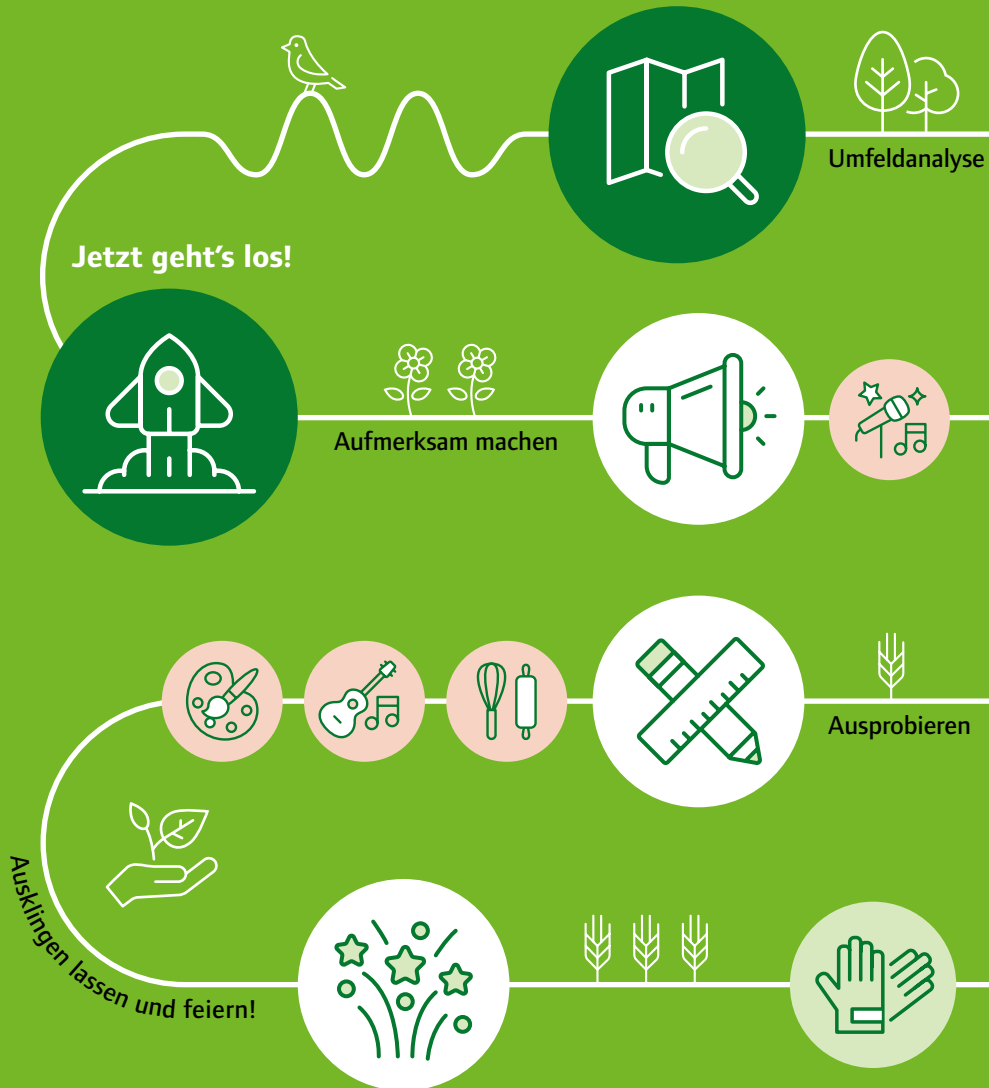 Umfeldanalyse
Jetzt geht’s los!
Aufmerksam machen
Ausprobieren
Ausklingen lassen und feiern!